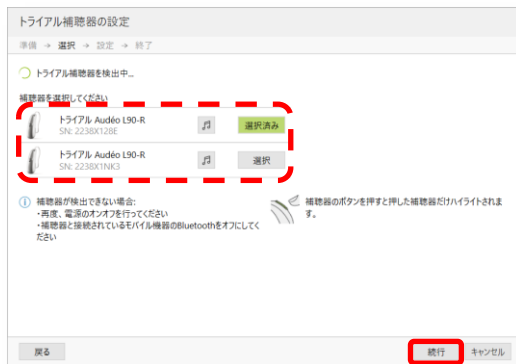 トライアル補聴器の設定
準備 → 選択 → 設定 → 終了
トライアル補聴器を検出中...
補聴器を選択してください
トライアル Audéo L90-R
SN: 2238X128E
選択済み
トライアル Audéo L90-R
SN: 2238X1NK3
選択
補聴器が検出できない場合:
・再度、電源のオンオフを行ってください
・補聴器と接続されているモバイル機器のBluetoothをオフにしてく
ださい
補聴器のボタンを押すと押した補聴器だけハイライトされま
す。
戻る
続行
キャンセル